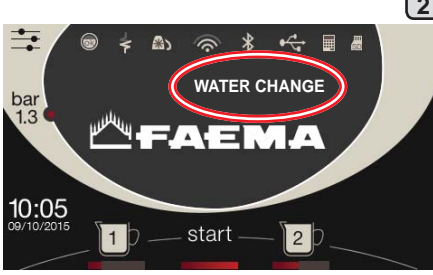 2
WATER CHANGE
bar
1.3
FAEMA
10:05
09/10/2015
1
start
2